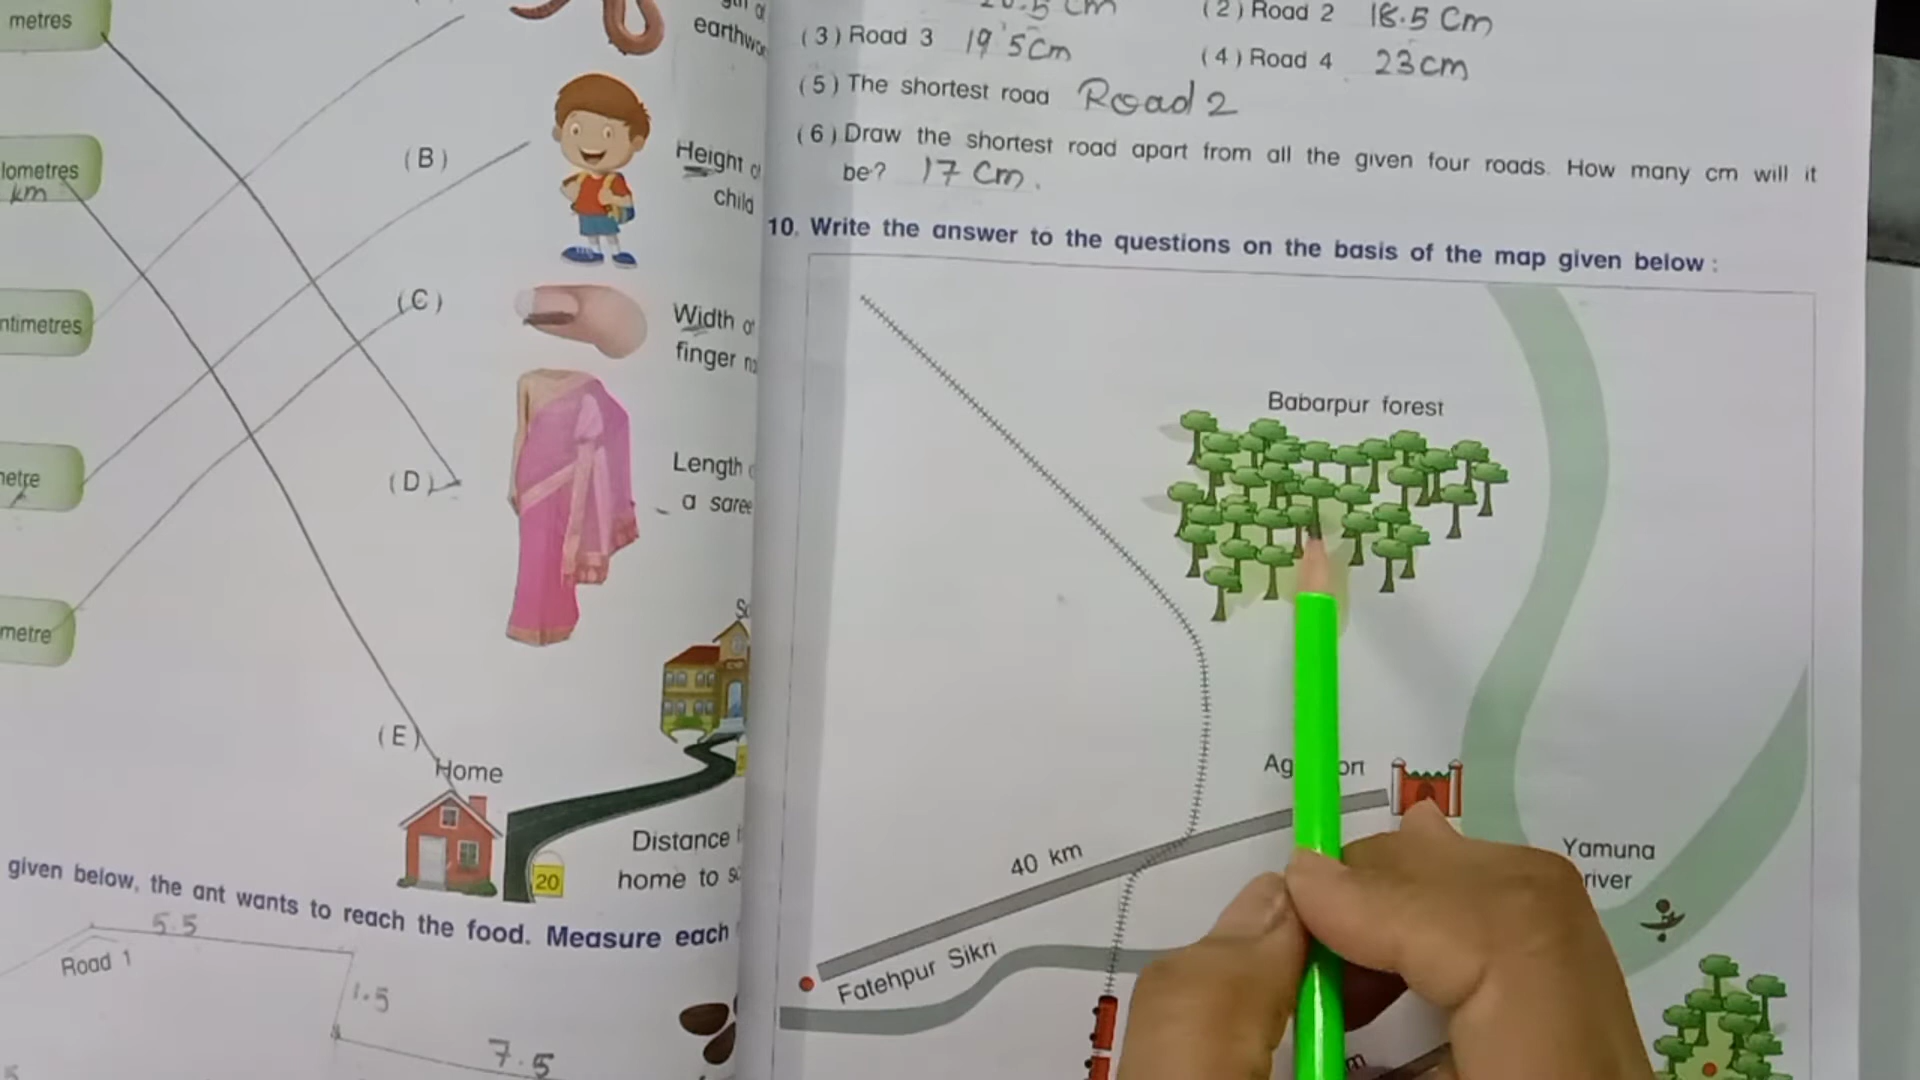 metres
lometres
km
ntimetres
metre
(B)
(C)
(D)
(E)
earthwo
Height o
child
Width of
finger
Length
a saree
Home
20
Distance
home to
given below, the ant wants to reach the food. Measure each
Road 1
5.5
1.5
7.5
(2) Road 2 18.5 Cm
(3) Road 3 19.5 Cm
(4) Road 4 23 cm
(5) The shortest road Road 2
(6) Draw the shortest road apart from all the given four roads. How many cm will it
be? 17 Cm.
10. Write the answer to the questions on the basis of the map given below :
Babarpur forest
40 km
Fatehpur Sikri
Yamuna
river